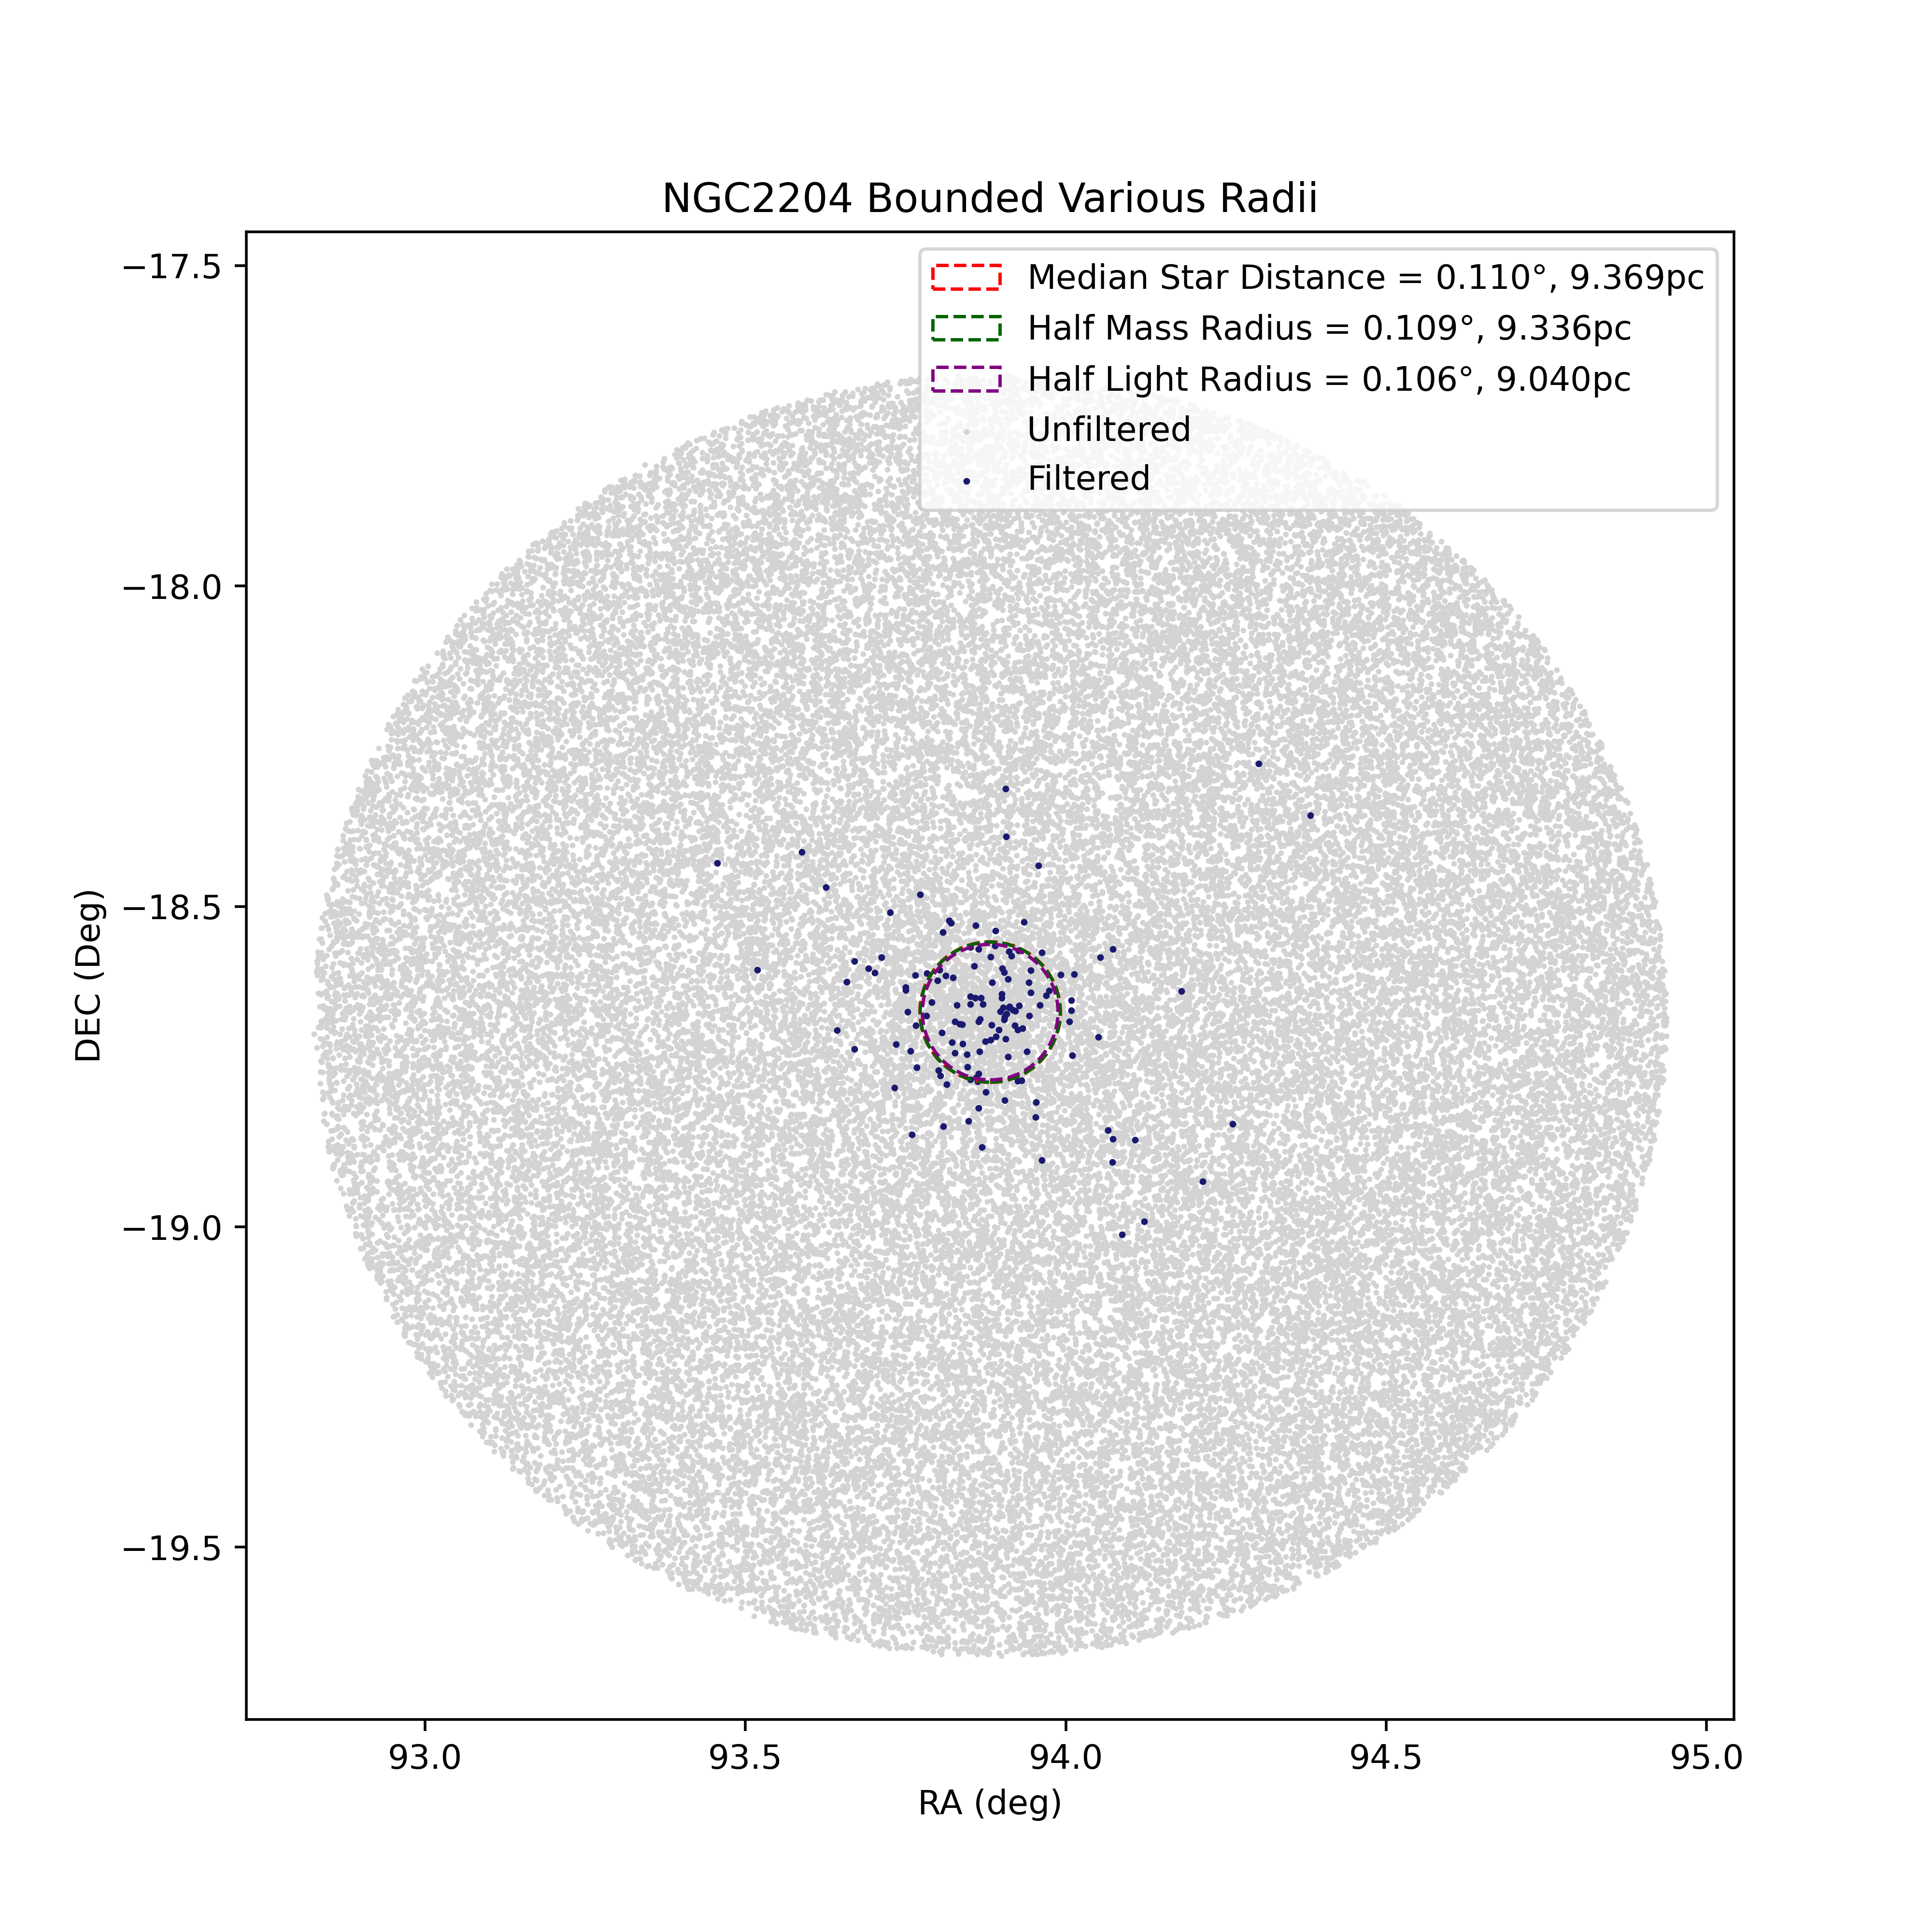 NGC2204 Bounded Various Radii
Median Star Distance = 0.110°, 9.369pc
Half Mass Radius = 0.109°, 9.336pc
Half Light Radius = 0.106°, 9.040pc
Unfiltered
Filtered
−17.5
−18.0
−18.5
−19.0
−19.5
DEC (Deg)
93.0 93.5 94.0 94.5 95.0
RA (deg)